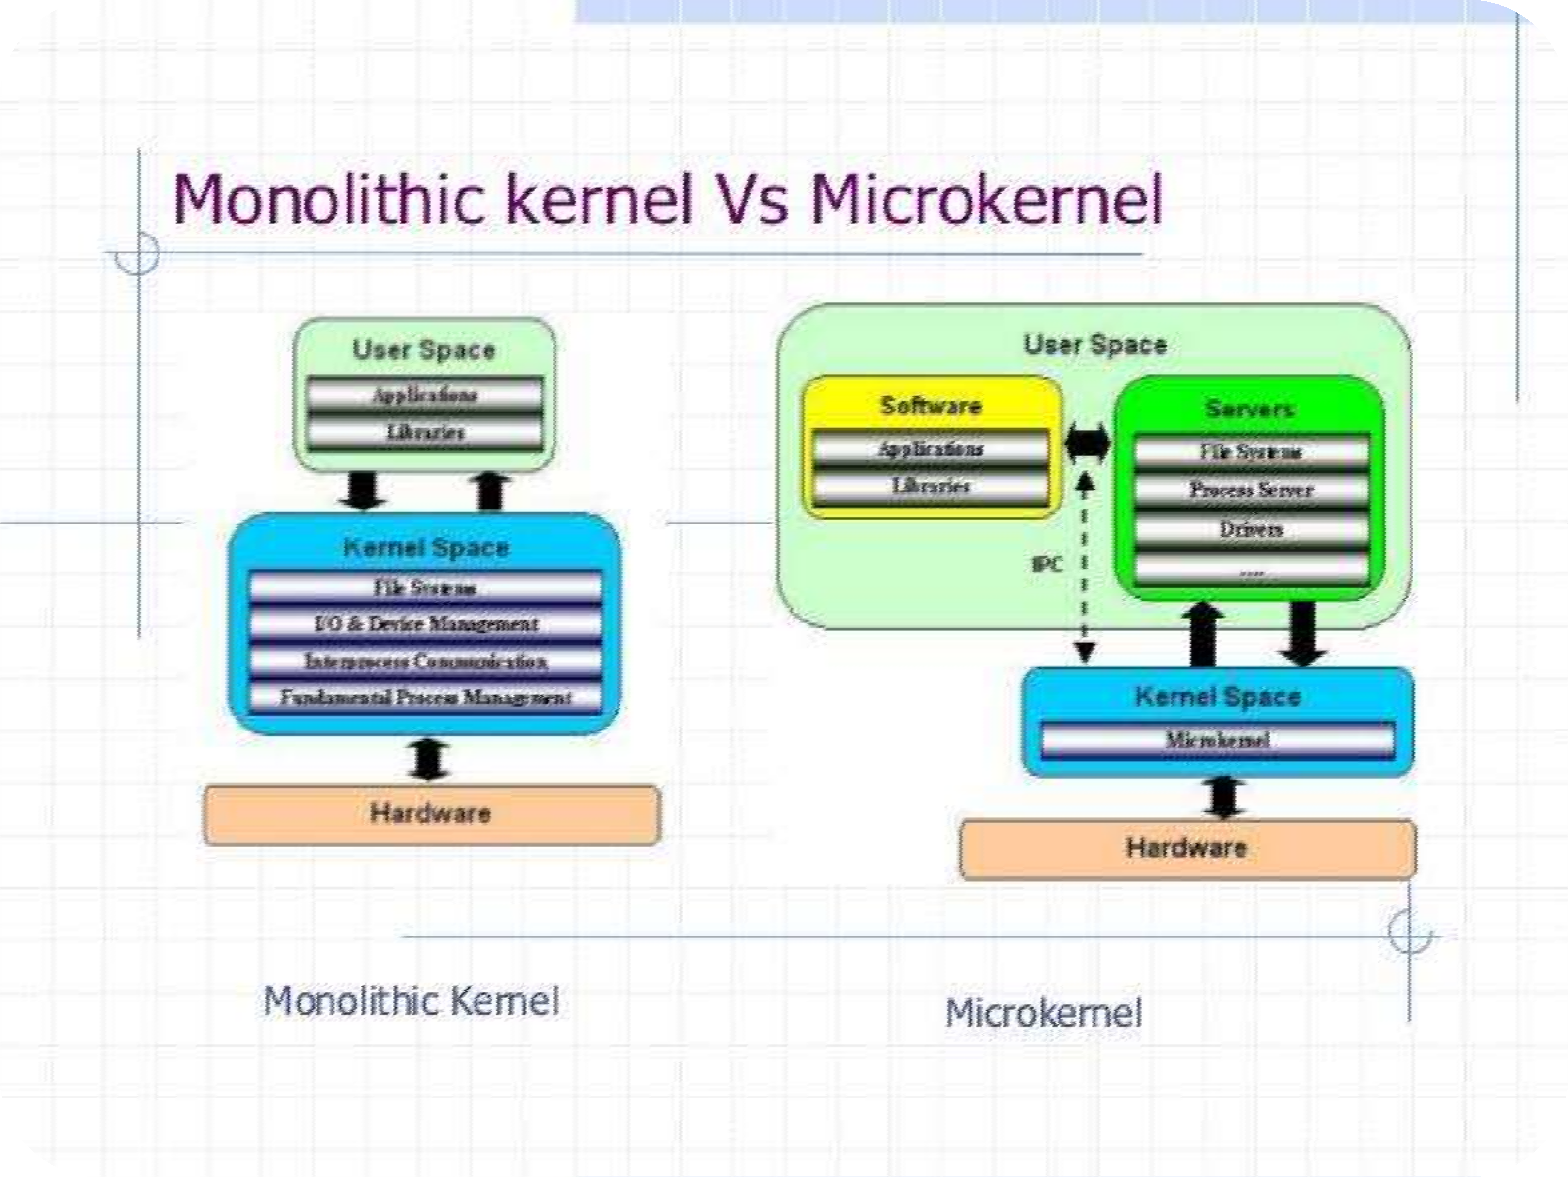 Monolithic kernel Vs Microkernel
User Space
Applications
Libraries
Kernel Space
File Systems
I/O & Device Management
Interprocess Communication
Fundamental Process Management
Hardware
Monolithic Kernel
User Space
Software
Applications
Libraries
Servers
File Systems
Process Server
Drivers
....
IPC
Kernel Space
Microkernel
Hardware
Microkernel